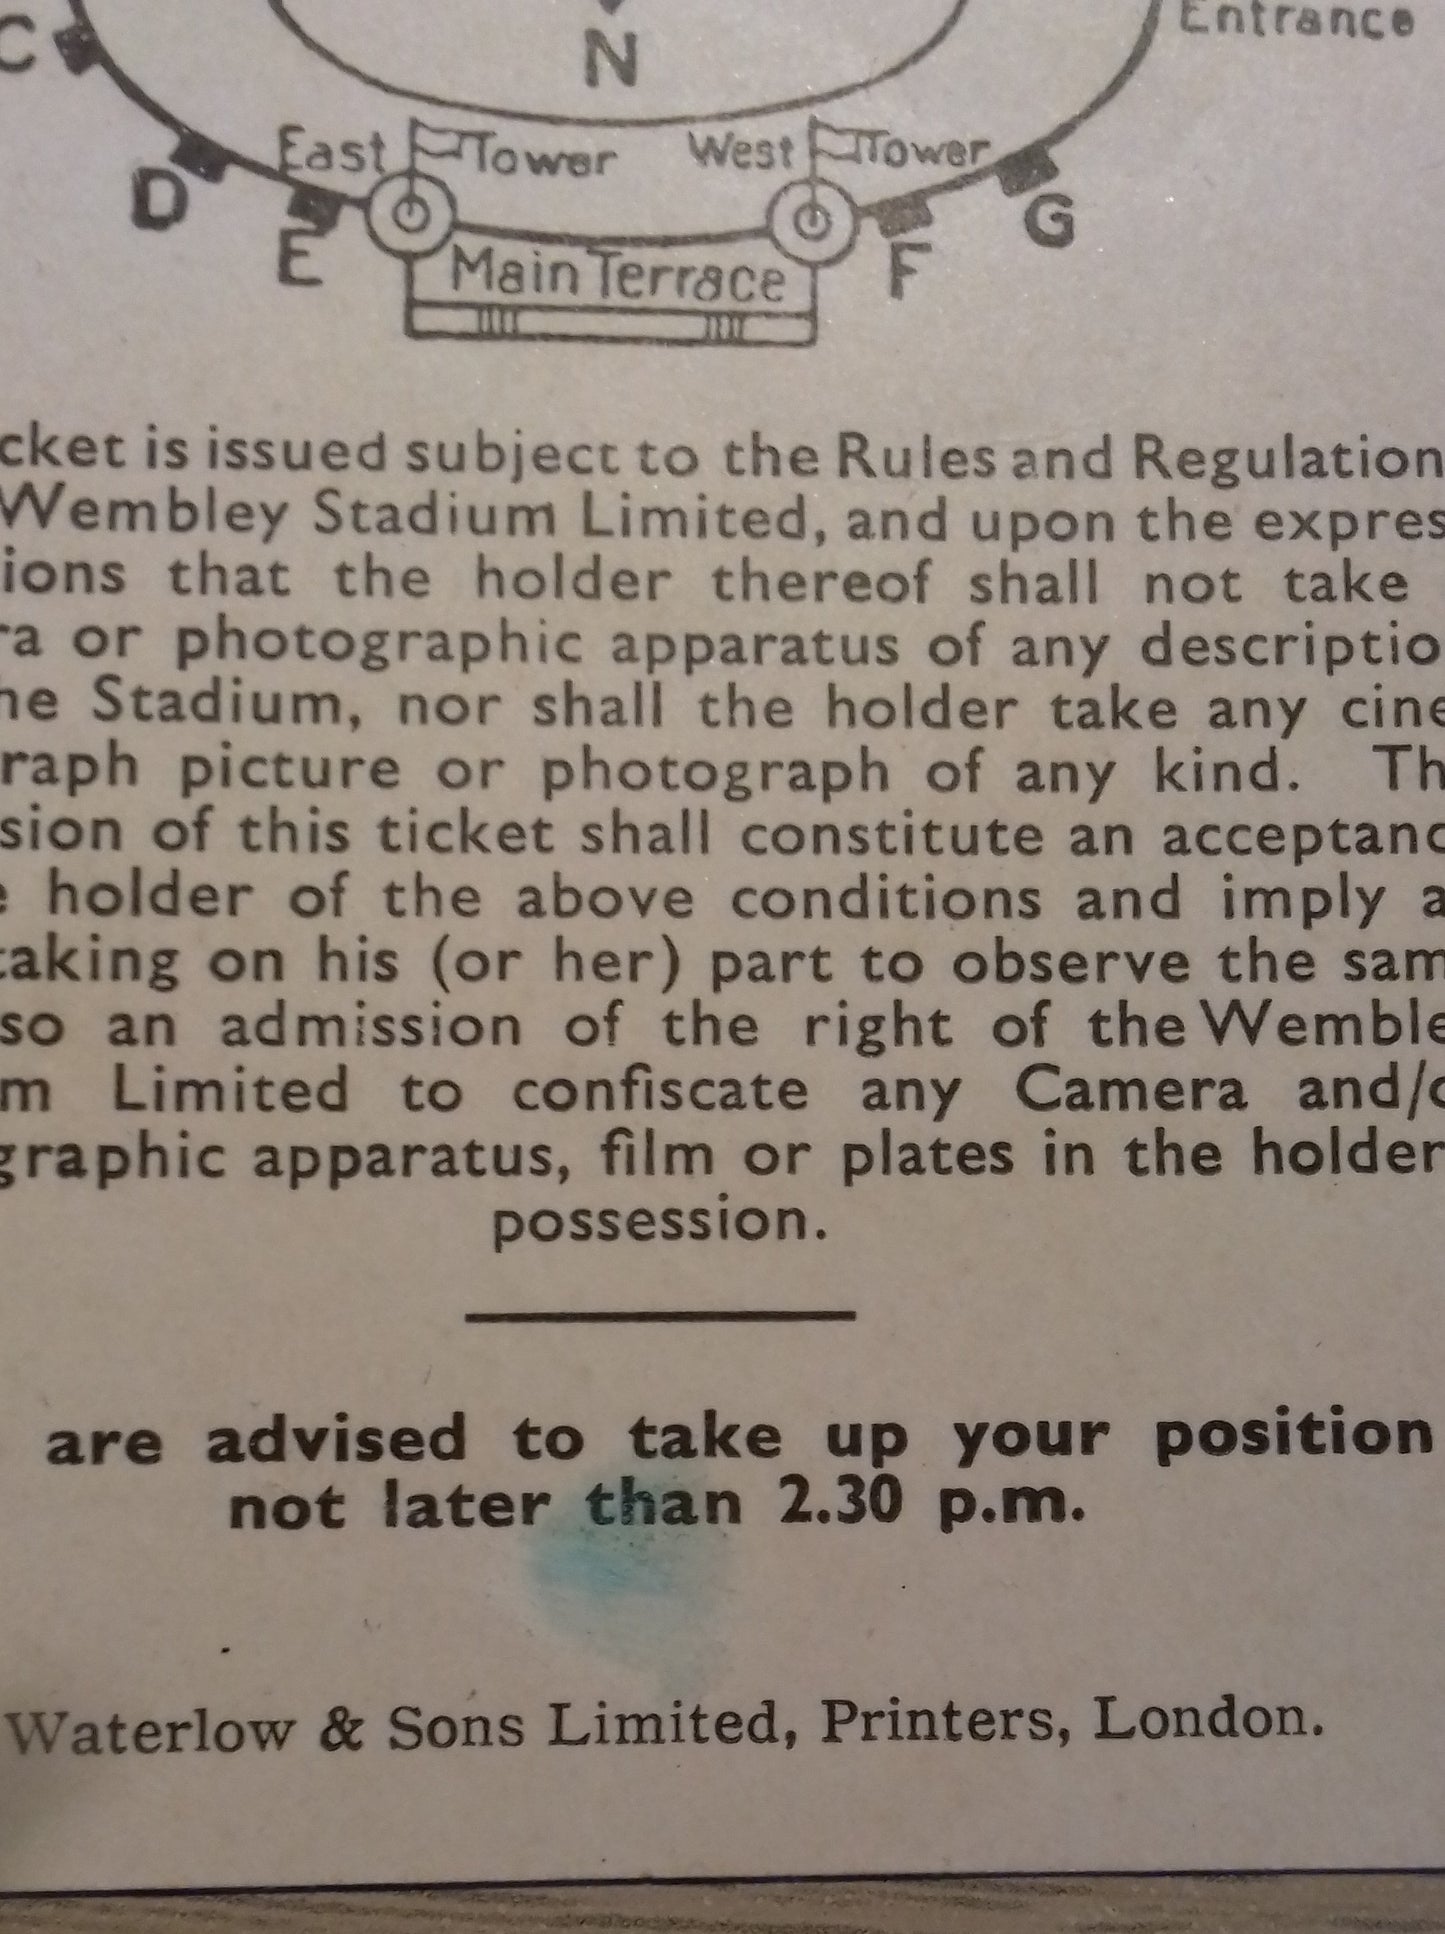 C
Entrance
N
East Tower West Tower
D
E
F
G
Main Terrace
cket is issued subject to the Rules and Regulation
Wembley Stadium Limited, and upon the expres
ions that the holder thereof shall not take
ra or photographic apparatus of any descriptio
he Stadium, nor shall the holder take any cine
raph picture or photograph of any kind. Th
sion of this ticket shall constitute an acceptanc
e holder of the above conditions and imply a
taking on his (or her) part to observe the sam
so an admission of the right of the Wemble
m Limited to confiscate any Camera and/o
graphic apparatus, film or plates in the holder
possession.
are advised to take up your position
not later than 2.30 p.m.
Waterlow & Sons Limited, Printers, London.